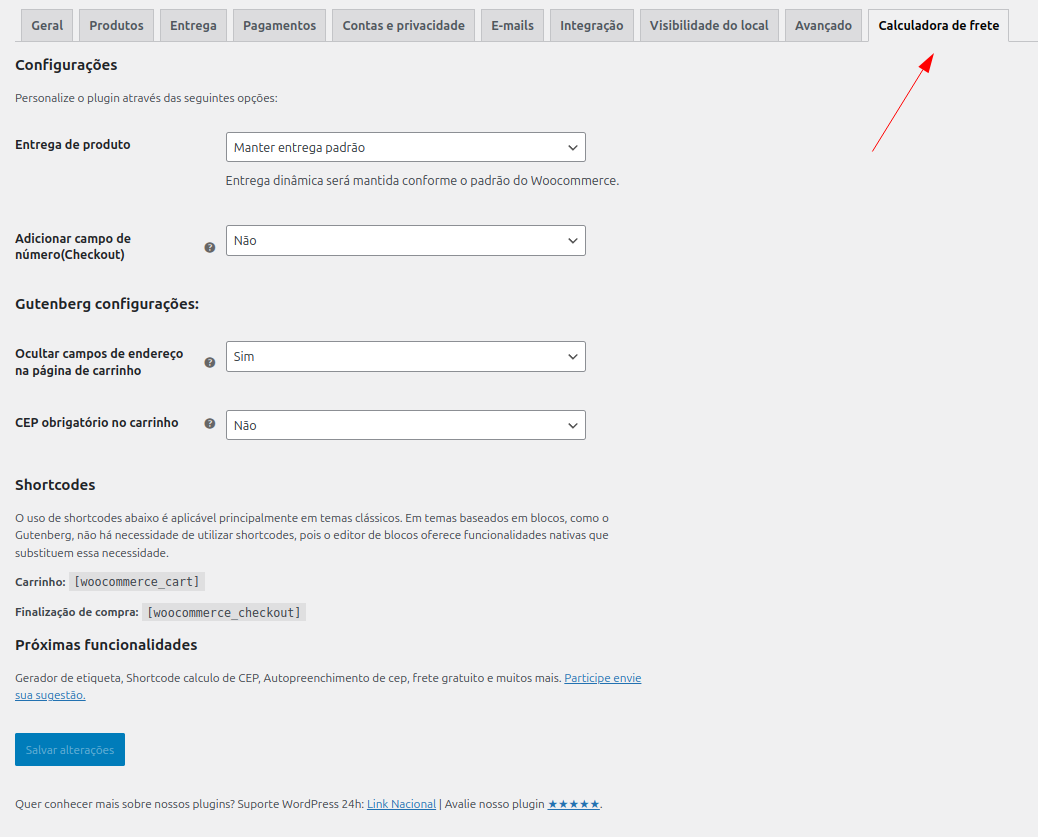 Geral Produtos Entrega Pagamentos Contas e privacidade E-mails Integração Visibilidade do local Avançado Calculadora de frete
Configurações
Personalize o plugin através das seguintes opções:
Entrega de produto
Manter entrega padrão
Entrega dinâmica será mantida conforme o padrão do Woocommerce.
Adicionar campo de
número(Checkout)
Não
Gutenberg configurações:
Ocultar campos de endereço
na página de carrinho
Sim
CEP obrigatório no carrinho
Não
Shortcodes
O uso de shortcodes abaixo é aplicável principalmente em temas clássicos. Em temas baseados em blocos, como o
Gutenberg, não há necessidade de utilizar shortcodes, pois o editor de blocos oferece funcionalidades nativas que
substituem essa necessidade.
Carrinho: [woocommerce_cart]
Finalização de compra: [woocommerce_checkout]
Próximas funcionalidades
Gerador de etiqueta, Shortcode calculo de CEP, Autopreenchimento de cep, frete gratuito e muitos mais. Participe envie
sua sugestão.
Salvar alterações
Quer conhecer mais sobre nossos plugins? Suporte WordPress 24h: Link Nacional | Avalie nosso plugin ★★★★★.